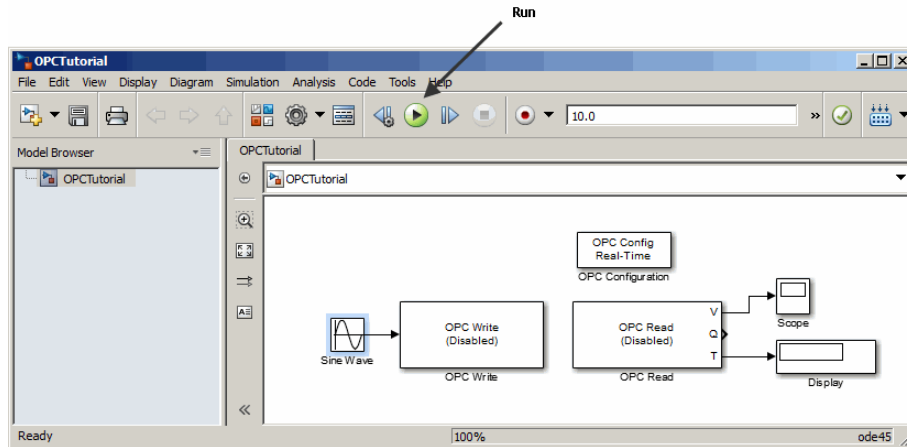 Run
OPCTutorial
File Edit View Display Diagram Simulation Analysis Code Tools Help
10.0
»
Model Browser
OPCTutorial
OPCTutorial
OPCTutorial
OPC Config
Real-Time
OPC Configuration
OPC Write
(Disabled)
OPC Read
(Disabled)
V
Q
T
Scope
Sine Wave
OPC Write
OPC Read
Display
Ready
100%
ode45